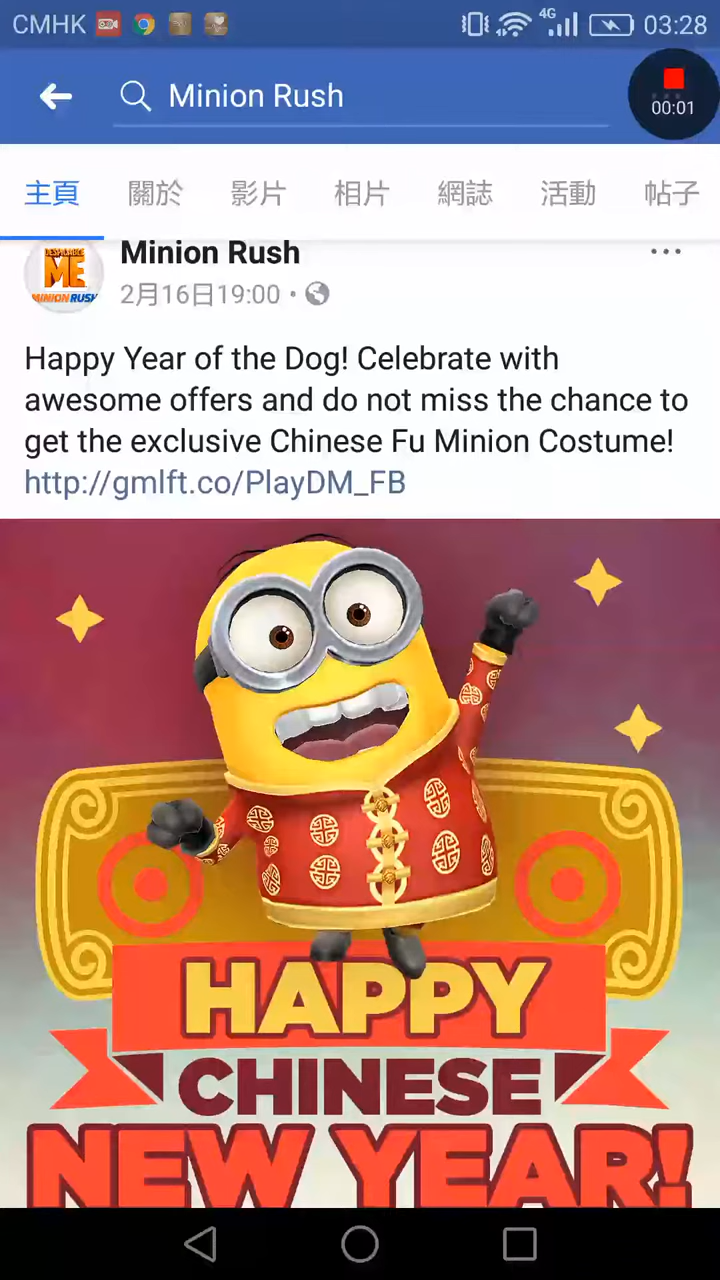 CMHK 4G 03:28
Minion Rush
00:01
主頁 關於 影片 相片 網誌 活動 帖子
DESPICABLE
ME
MINION RUSH
Minion Rush
2月16日19:00
Happy Year of the Dog! Celebrate with
awesome offers and do not miss the chance to
get the exclusive Chinese Fu Minion Costume!
http://gmlft.co/PlayDM_FB
HAPPY
CHINESE
NEW YEAR!